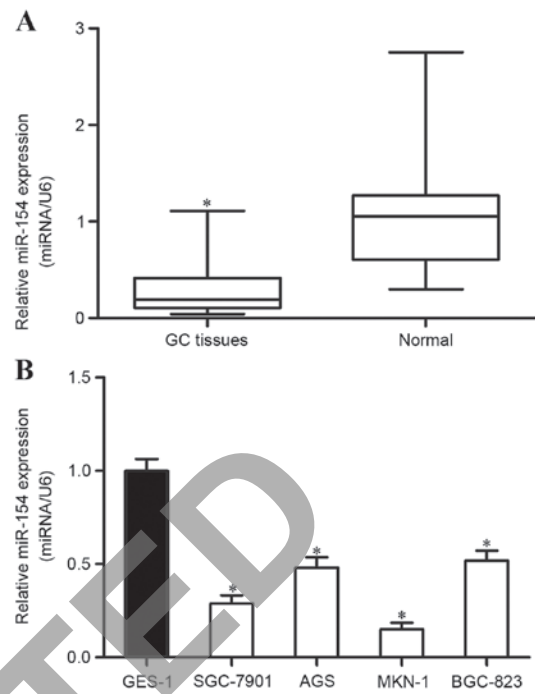 A
Relative miR-154 expression
(miRNA/U6)
3
2
1
0
*
GC tissues Normal
B
Relative miR-154 expression
(miRNA/U6)
1.5
1.0
0.5
0.0
* * * *
GES-1 SGC-7901 AGS MKN-1 BGC-823
TED